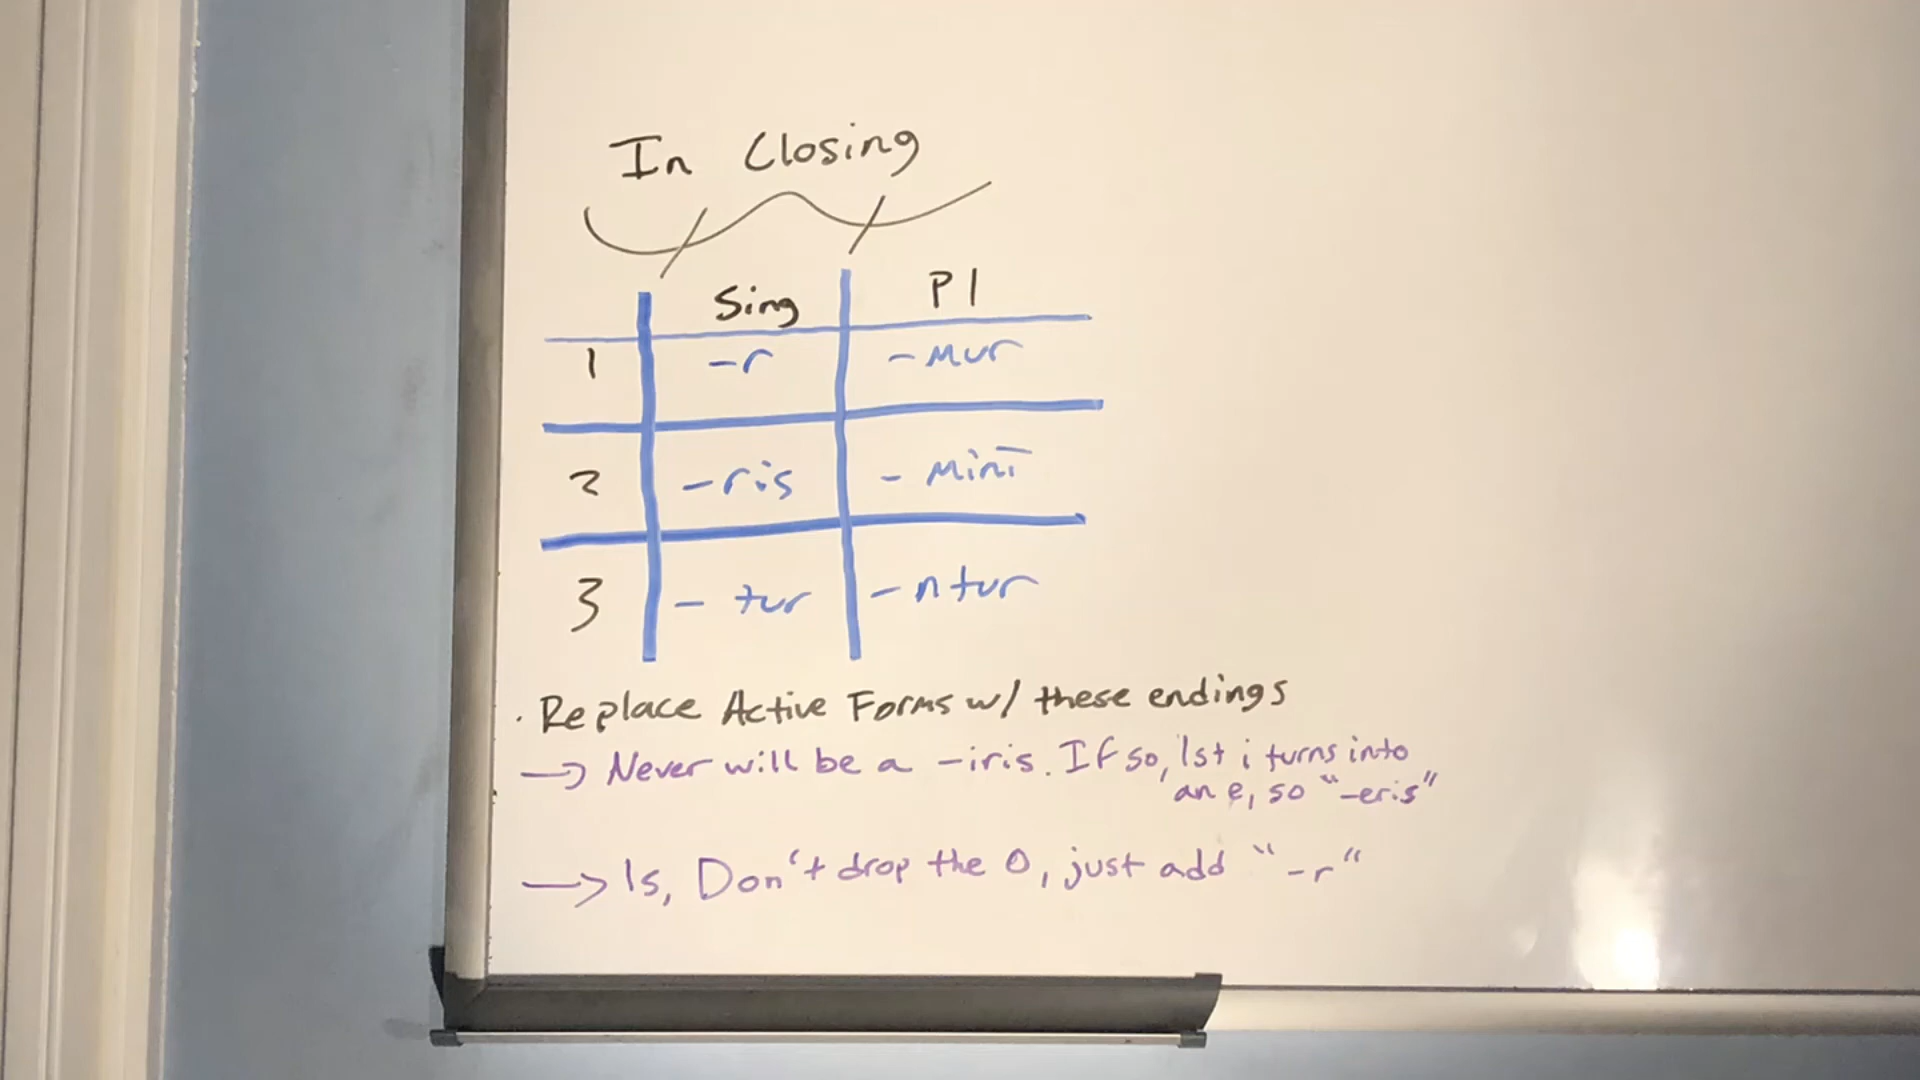 In Closing
Sing Pl
1 -r -mur
2 -ris -minī
3 -tur -ntur
· Replace Active Forms w/ these endings
→ Never will be a -iris. If so, 1st i turns into
an e, so "-eris"
→ 1s, Don't drop the O, just add "-r"